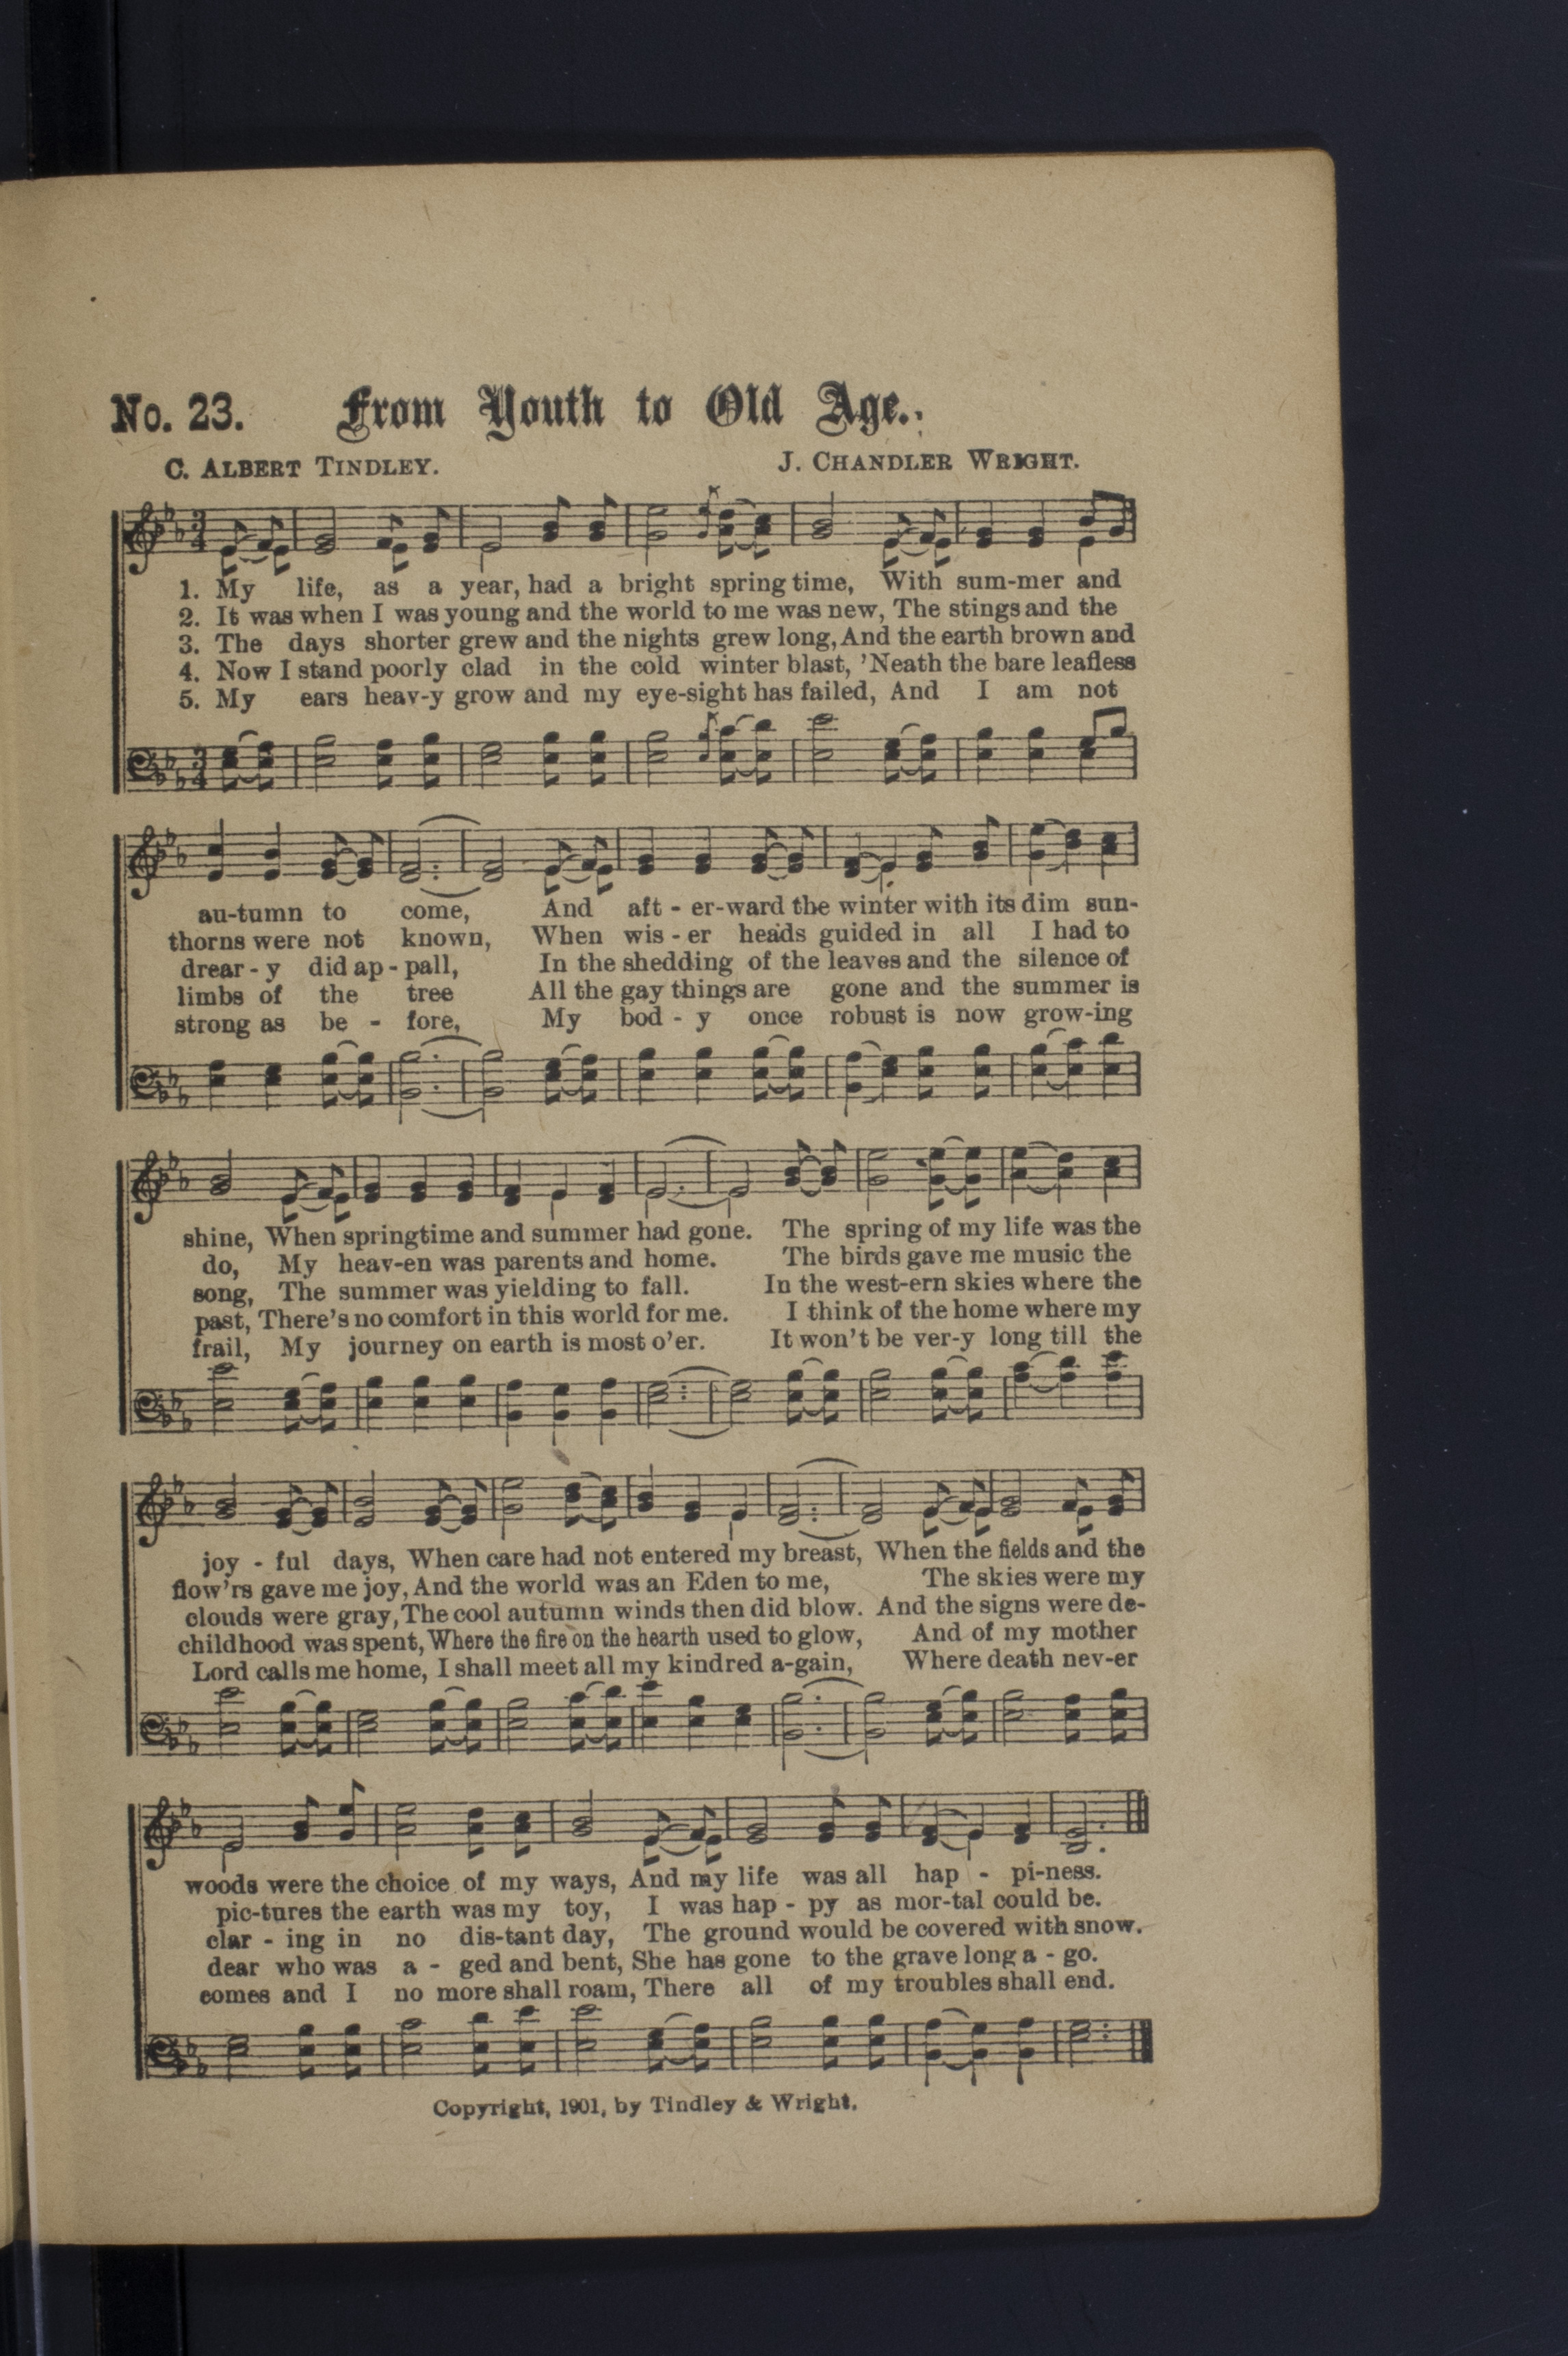 No. 23. From Youth to Old Age.
C. ALBERT TINDLEY. J. CHANDLER WRIGHT.
1. My life, as a year, had a bright spring time, With sum-mer and
2. It was when I was young and the world to me was new, The stings and the
3. The days shorter grew and the nights grew long, And the earth brown and
4. Now I stand poorly clad in the cold winter blast, 'Neath the bare leafless
5. My ears heav-y grow and my eye-sight has failed, And I am not
au-tumn to come, And aft - er-ward the winter with its dim sun-
thorns were not known, When wis - er heads guided in all I had to
drear - y did ap - pall, In the shedding of the leaves and the silence of
limbs of the tree All the gay things are gone and the summer is
strong as be - fore, My bod - y once robust is now grow-ing
shine, When springtime and summer had gone. The spring of my life was the
do, My heav-en was parents and home. The birds gave me music the
song, The summer was yielding to fall. In the west-ern skies where the
past, There's no comfort in this world for me. I think of the home where my
frail, My journey on earth is most o'er. It won't be ver-y long till the
joy - ful days, When care had not entered my breast, When the fields and the
flow'rs gave me joy, And the world was an Eden to me, The skies were my
clouds were gray, The cool autumn winds then did blow. And the signs were de-
childhood was spent, Where the fire on the hearth used to glow, And of my mother
Lord calls me home, I shall meet all my kindred a-gain, Where death nev-er
woods were the choice of my ways, And my life was all hap - pi-ness.
pic-tures the earth was my toy, I was hap - py as mor-tal could be.
clar - ing in no dis-tant day, The ground would be covered with snow.
dear who was a - ged and bent, She has gone to the grave long a - go.
comes and I no more shall roam, There all of my troubles shall end.
Copyright, 1901, by Tindley & Wright.